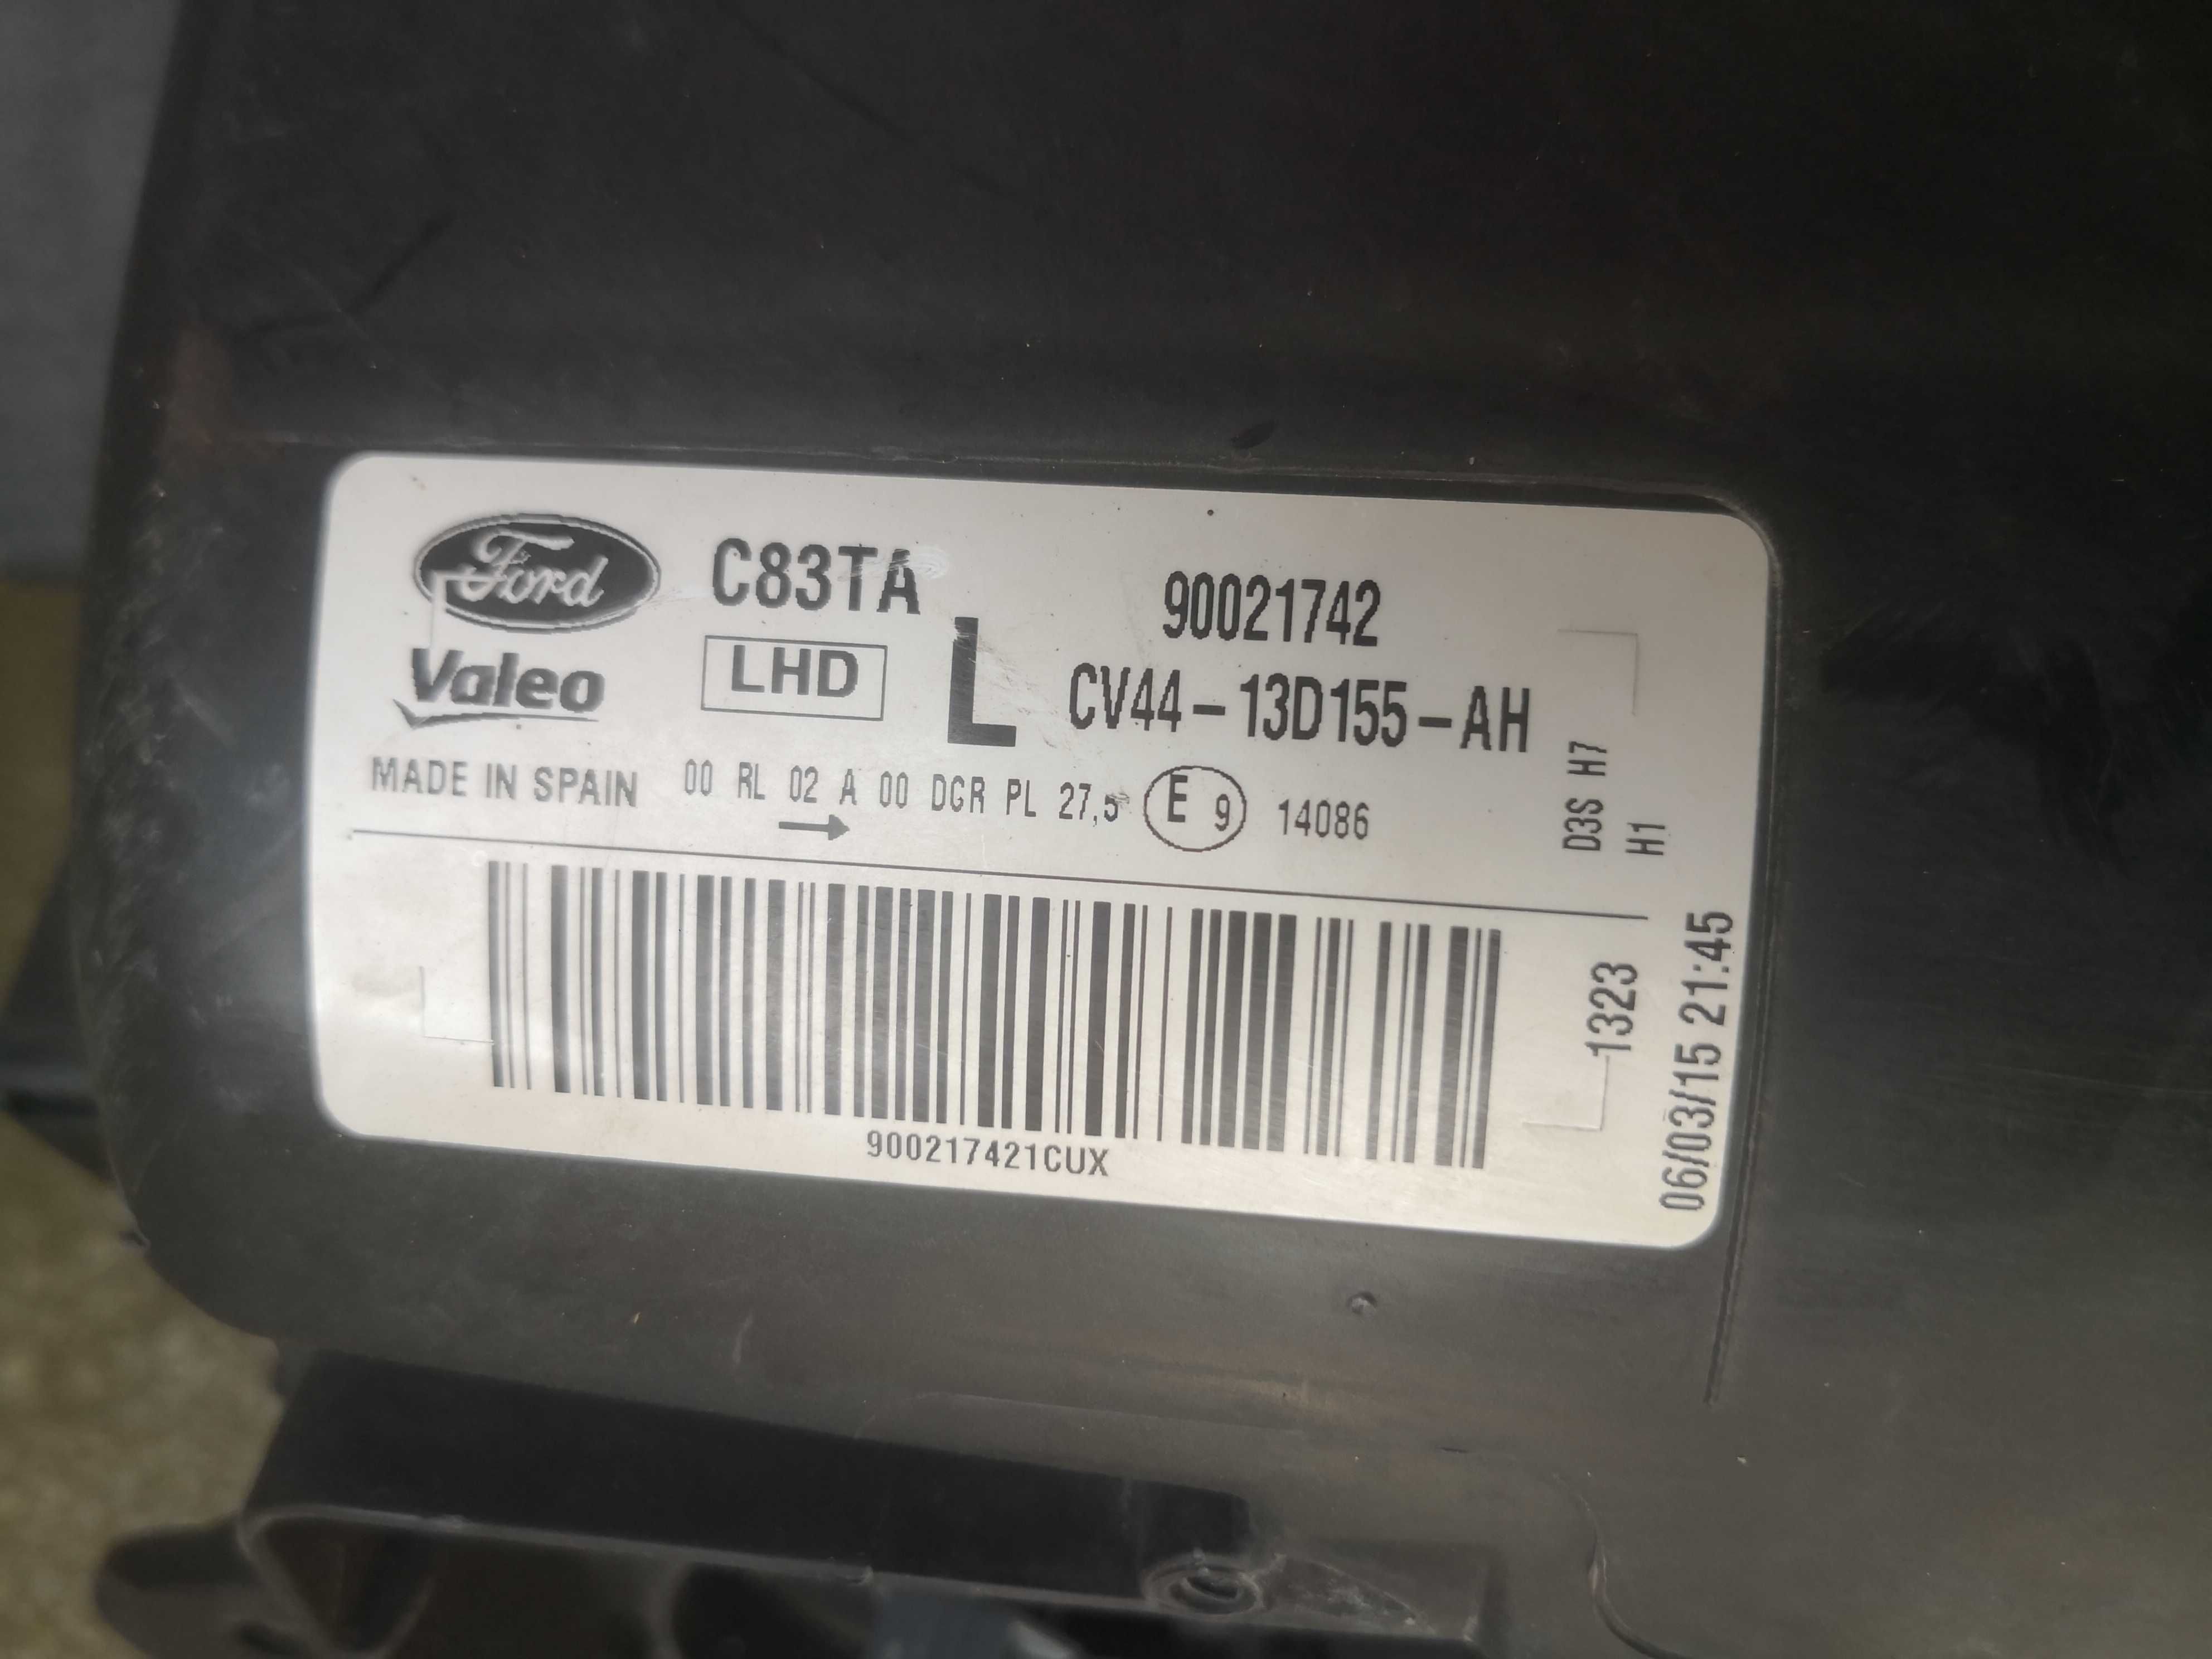 Ford C83TA 90021742
Valeo LHD L CV44-13D155-AH
MADE IN SPAIN 00 RL 02 A 00 DCR PL 27,5 E 9 14086
D3S H7
H1
1323
06/03/15 21:45
900217421CUX